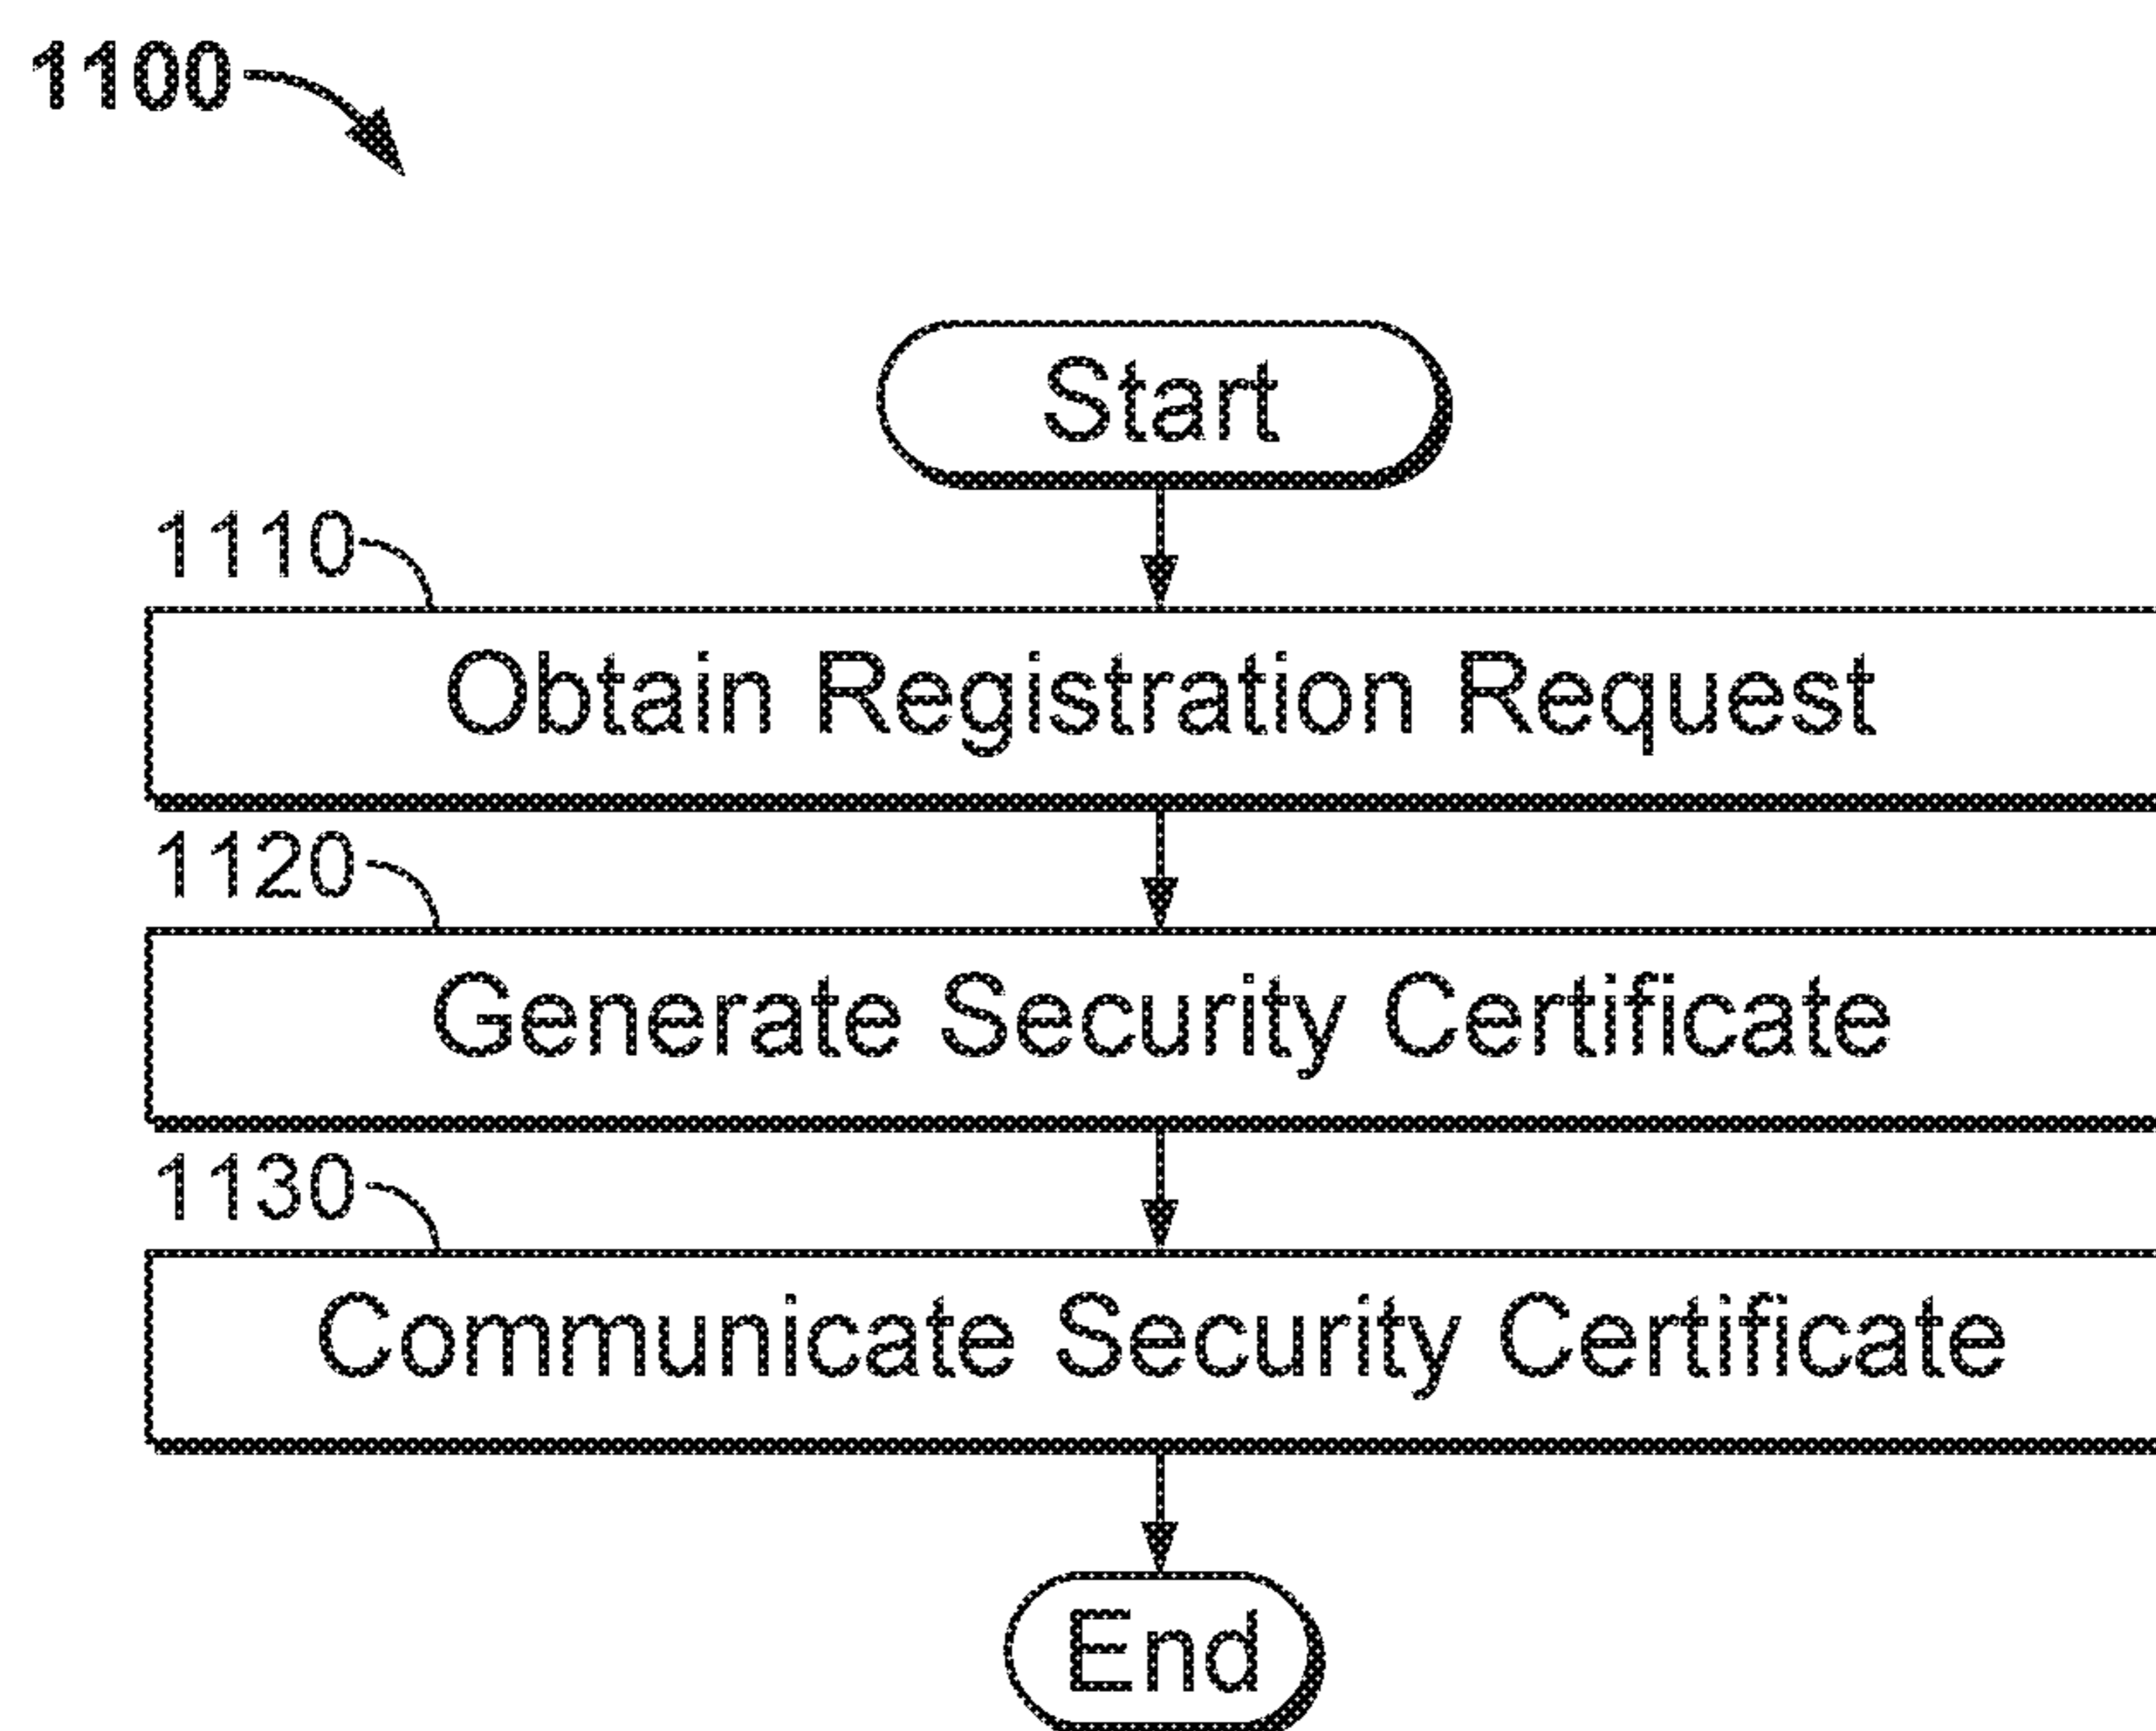 1100
Start
1110
Obtain Registration Request
1120
Generate Security Certificate
1130
Communicate Security Certificate
End